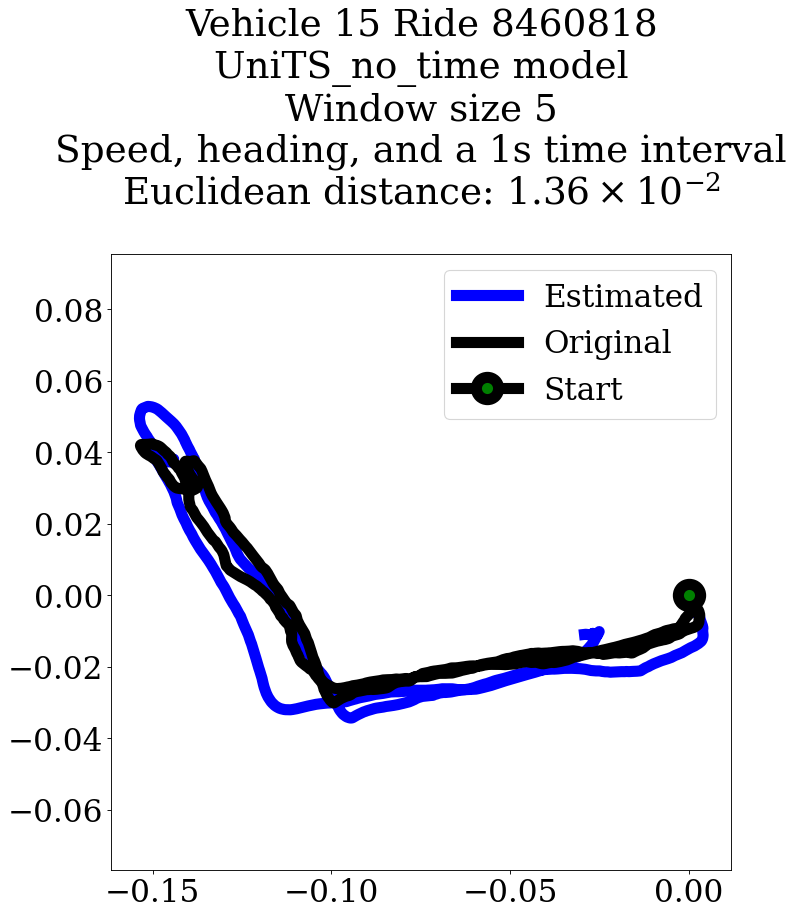 Vehicle 15 Ride 8460818
UniTS_no_time model
Window size 5
Speed, heading, and a 1s time interval
Euclidean distance: 1.36 × 10⁻²
Estimated
Original
Start
0.08
0.06
0.04
0.02
0.00
−0.02
−0.04
−0.06
−0.15
−0.10
−0.05
0.00